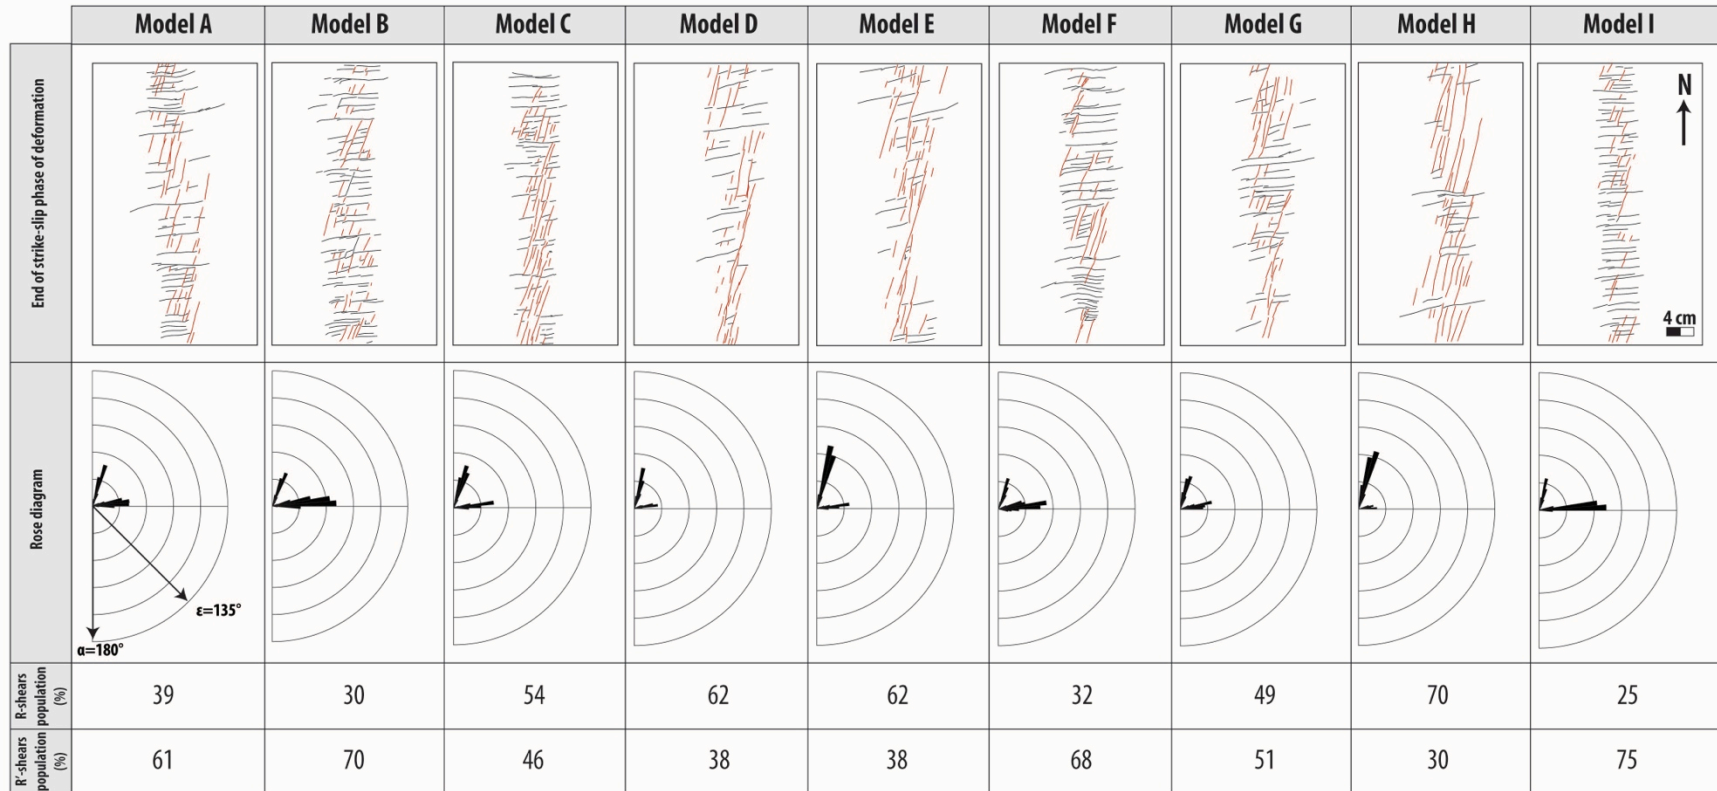 Model A Model B Model C Model D Model E Model F Model G Model H Model I
End of strike-slip phase of deformation
N
4 cm
Rose diagram
ε=135°
α=180°
R-shears
population
(%)
39 30 54 62 62 32 49 70 25
R'-shears
population
(%)
61 70 46 38 38 68 51 30 75